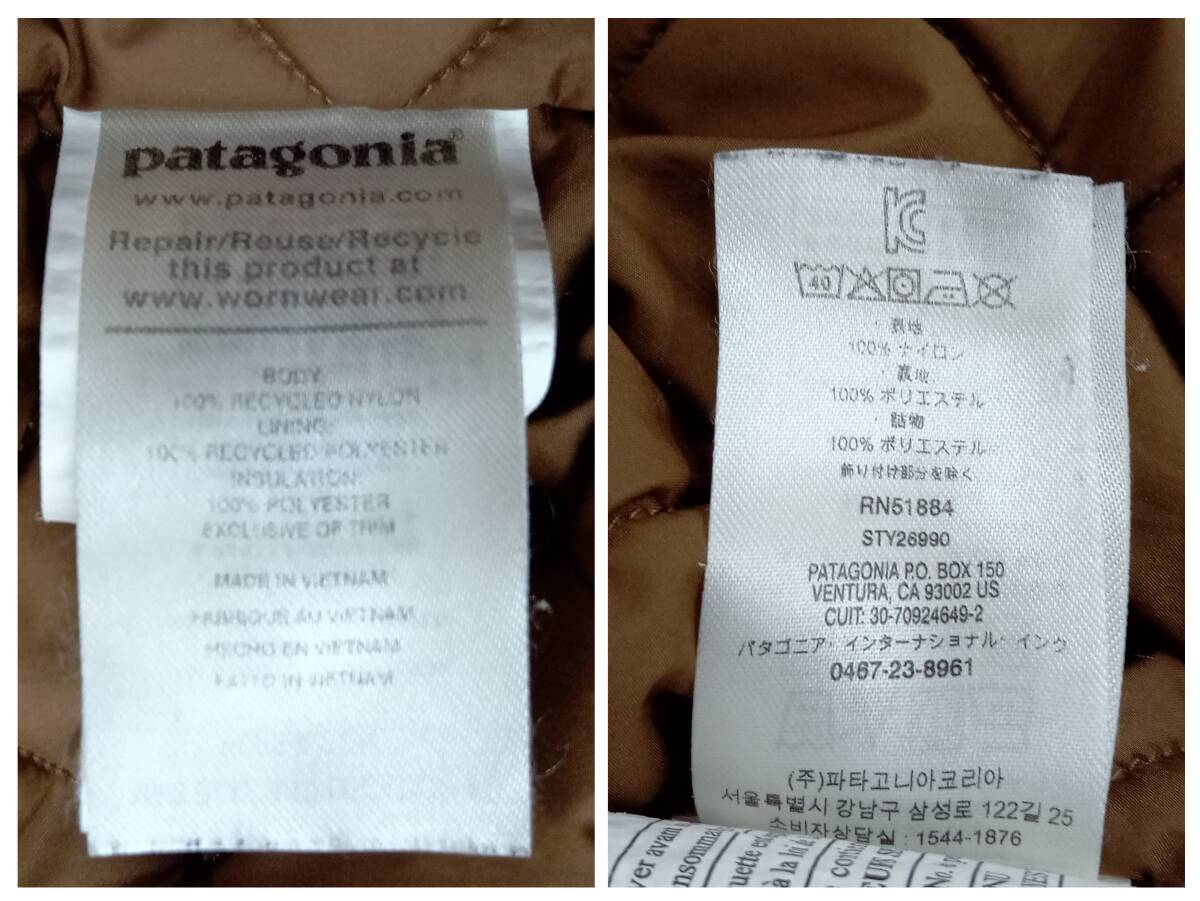 patagonia®
www.patagonia.com
Repair/Reuse/Recycle
this product at
www.wornwear.com
BODY:
100% RECYCLED NYLON
LINING:
100% RECYCLED POLYESTER
INSULATION:
100% POLYESTER
EXCLUSIVE OF TRIM
MADE IN VIETNAM
FABRIQUÉ AU VIETNAM
HECHO EN VIETNAM
FATTO IN VIETNAM
KC
40
・表地
100% ナイロン
・裏地
100% ポリエステル
・詰物
100% ポリエステル
飾り付け部分を除く
RN51884
STY26990
PATAGONIA P.O. BOX 150
VENTURA, CA 93002 US
CUIT: 30-70924649-2
パタゴニア・インターナショナル・インク
0467-23-8961
(주)파타고니아코리아
서울특별시 강남구 삼성로 122길 25
소비자상담실 : 1544-1876